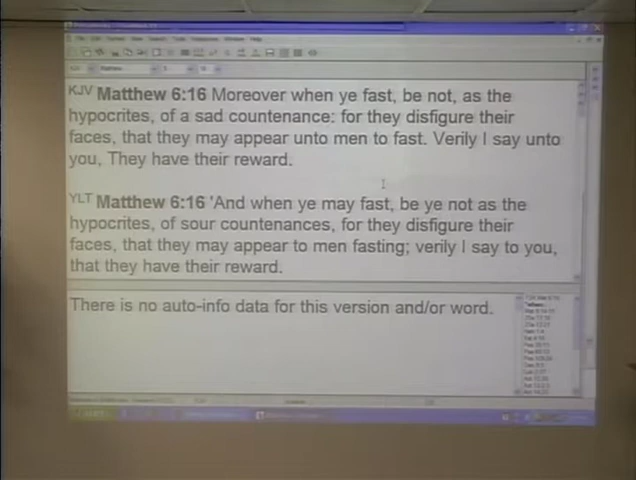 KJV Matthew 6:16 Moreover when ye fast, be not, as the
hypocrites, of a sad countenance: for they disfigure their
faces, that they may appear unto men to fast. Verily I say unto
you, They have their reward.
YLT Matthew 6:16 'And when ye may fast, be ye not as the
hypocrites, of sour countenances, for they disfigure their
faces, that they may appear to men fasting; verily I say to you,
that they have their reward.
There is no auto-info data for this version and/or word.